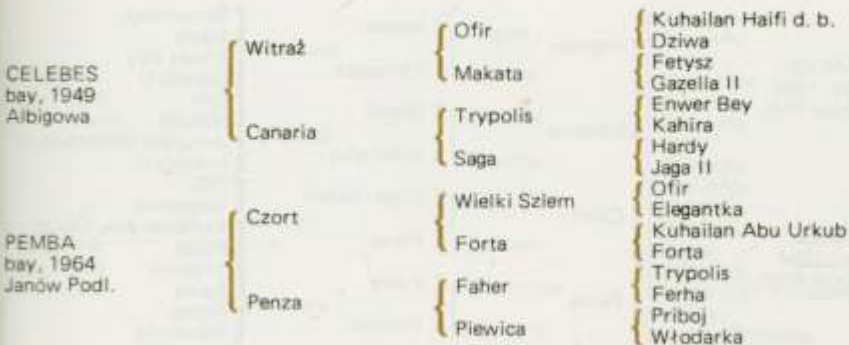 CELEBES
bay, 1949
Albigowa
Witraż
Canaria
Ofir
Makata
Trypolis
Saga
Kuhailan Haifi d. b.
Dziwa
Fetysz
Gazella II
Enwer Bey
Kahira
Hardy
Jaga II
PEMBA
bay, 1964
Janów Podl.
Czort
Penza
Wielki Szlem
Forta
Faher
Piewica
Ofir
Elegantka
Kuhailan Abu Urkub
Forta
Trypolis
Ferha
Priboj
Włodarka